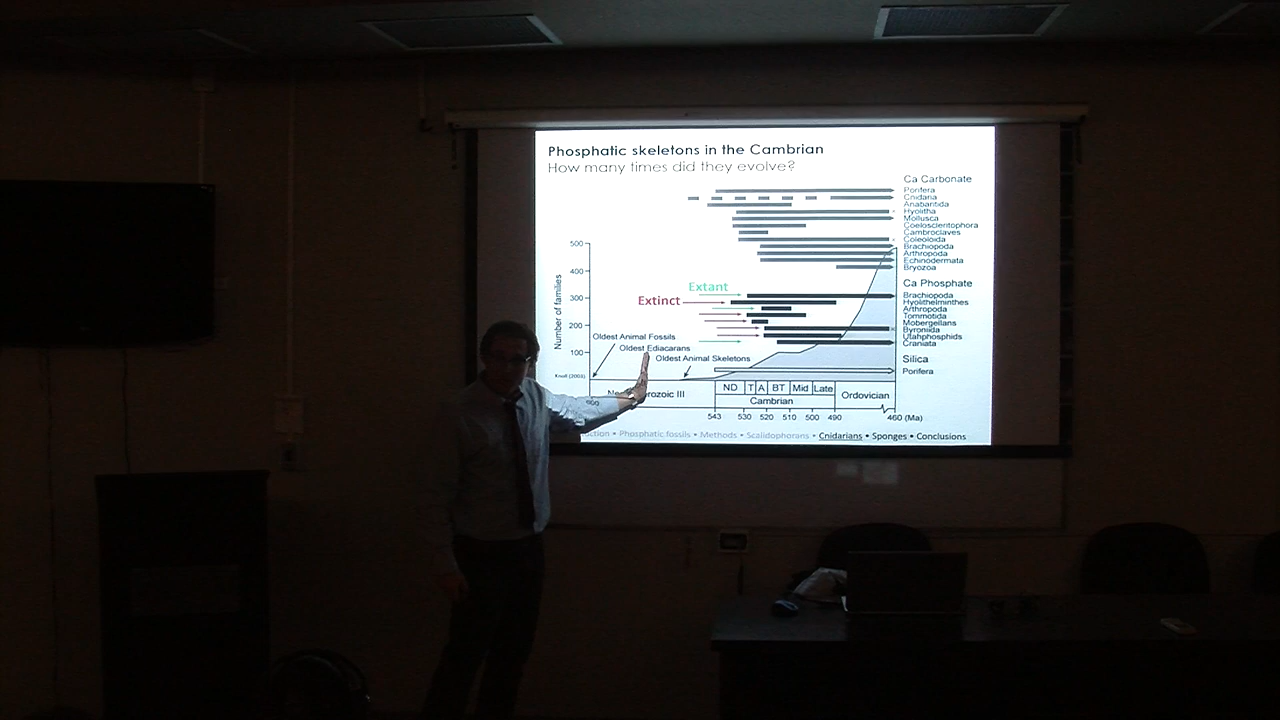 Phosphatic skeletons in the Cambrian
How many times did they evolve?
Ca Carbonate
Porifera
Cnidaria
Anabaritida
Hyolitha
Mollusca
Coeloscleritophora
Cambroclaves
Coleoloida
Brachiopoda
Arthropoda
Echinodermata
Bryozoa
Ca Phosphate
Brachiopoda
Hyolithelminthes
Arthropoda
Tommotida
Mobergellans
Byroniida
Utahphosphids
Craniata
Silica
Porifera
Extant
Extinct
Number of families
500
400
300
200
100
Knoll (2003)
Oldest Animal Fossils
Oldest Ediacarans
Oldest Animal Skeletons
ND T A BT Mid Late
Cambrian
Ordovician
III
600
543 530 520 510 500 490 460 (Ma)
• Phosphatic fossils • Methods • Scalidophorans • Cnidarians • Sponges • Conclusions